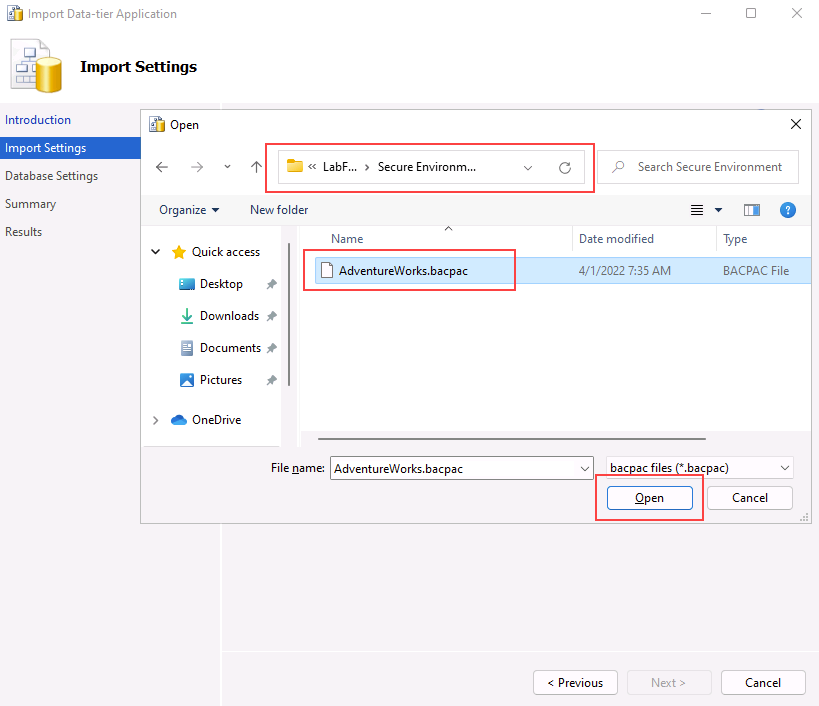 Import Data-tier Application
Import Settings
Introduction
Import Settings
Database Settings
Summary
Results
Open
« LabF... › Secure Environm...
Search Secure Environment
Organize
New folder
?
Name
Date modified
Type
Quick access
Desktop
Downloads
Documents
Pictures
OneDrive
AdventureWorks.bacpac
4/1/2022 7:35 AM
BACPAC File
File name:
AdventureWorks.bacpac
bacpac files (*.bacpac)
Open
Cancel
< Previous
Next >
Cancel